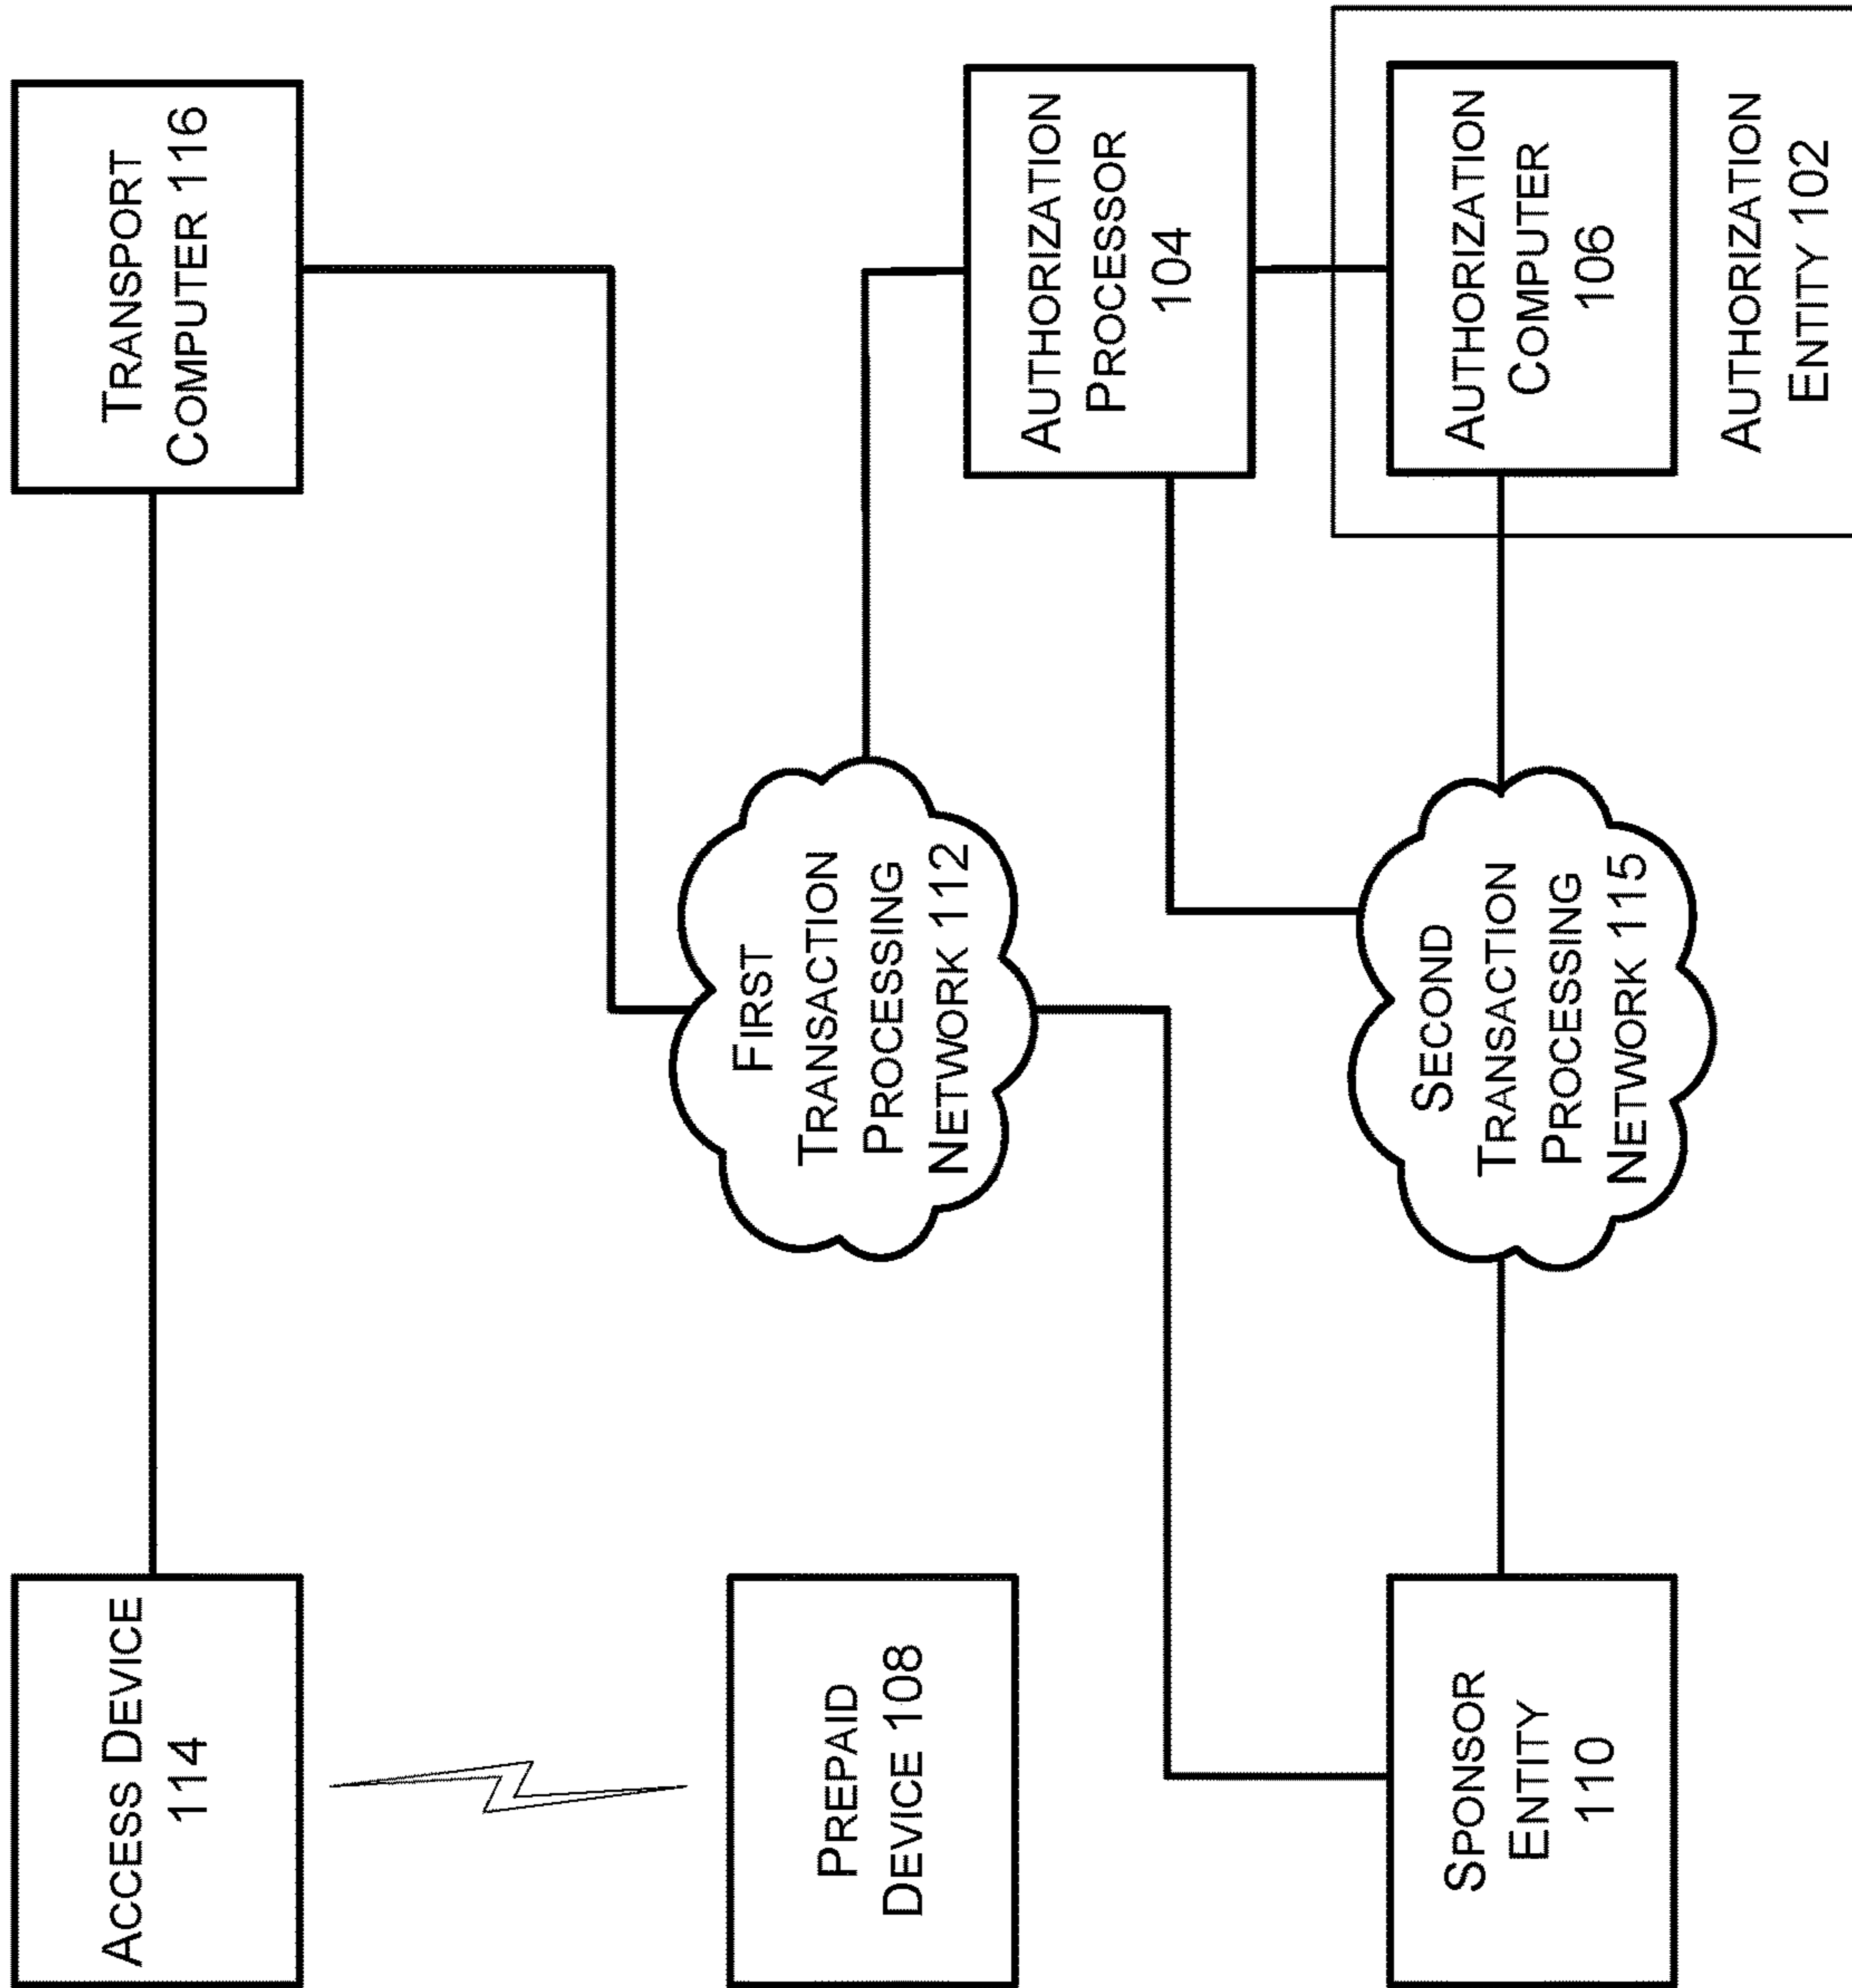 ACCESS DEVICE
114
TRANSPORT
COMPUTER 116
PREPAID
DEVICE 108
FIRST
TRANSACTION
PROCESSING
NETWORK 112
AUTHORIZATION
PROCESSOR
104
SPONSOR
ENTITY
110
SECOND
TRANSACTION
PROCESSING
NETWORK 115
AUTHORIZATION
COMPUTER
106
AUTHORIZATION
ENTITY 102